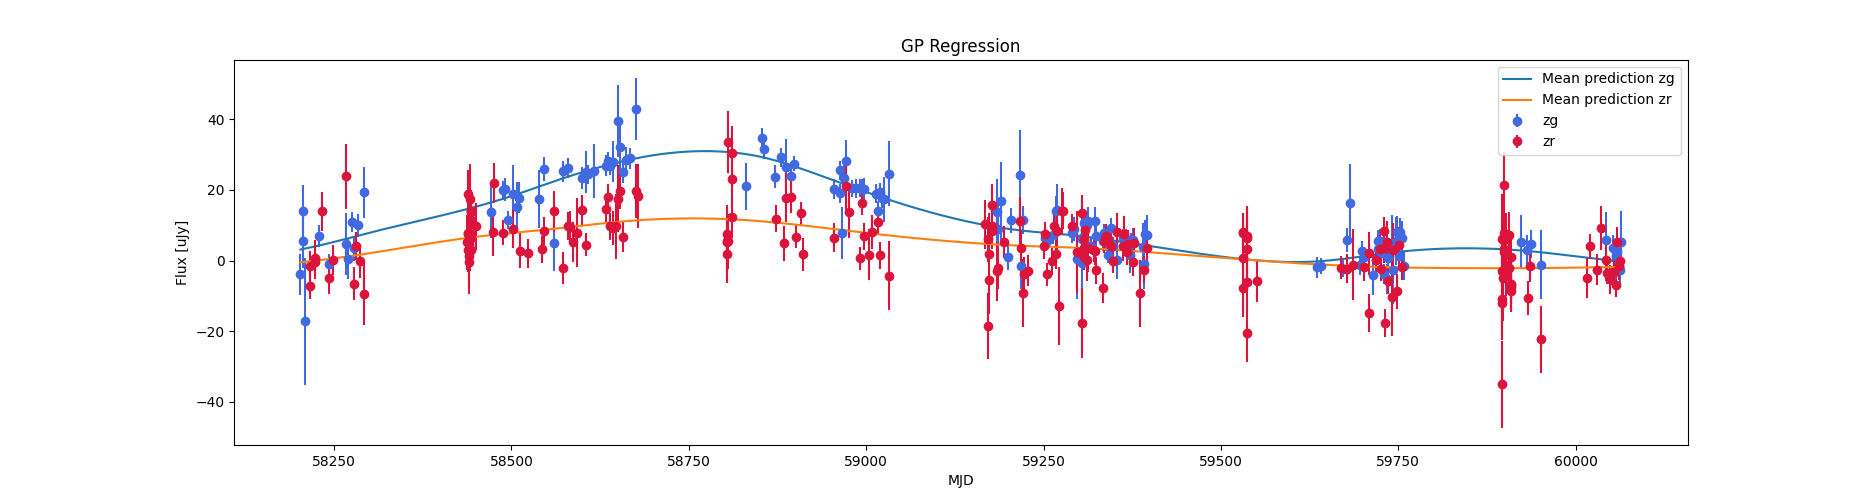 GP Regression
Mean prediction zg
Mean prediction zr
zg
zr
Flux [uJy]
40
20
0
−20
−40
58250 58500 58750 59000 59250 59500 59750 60000
MJD